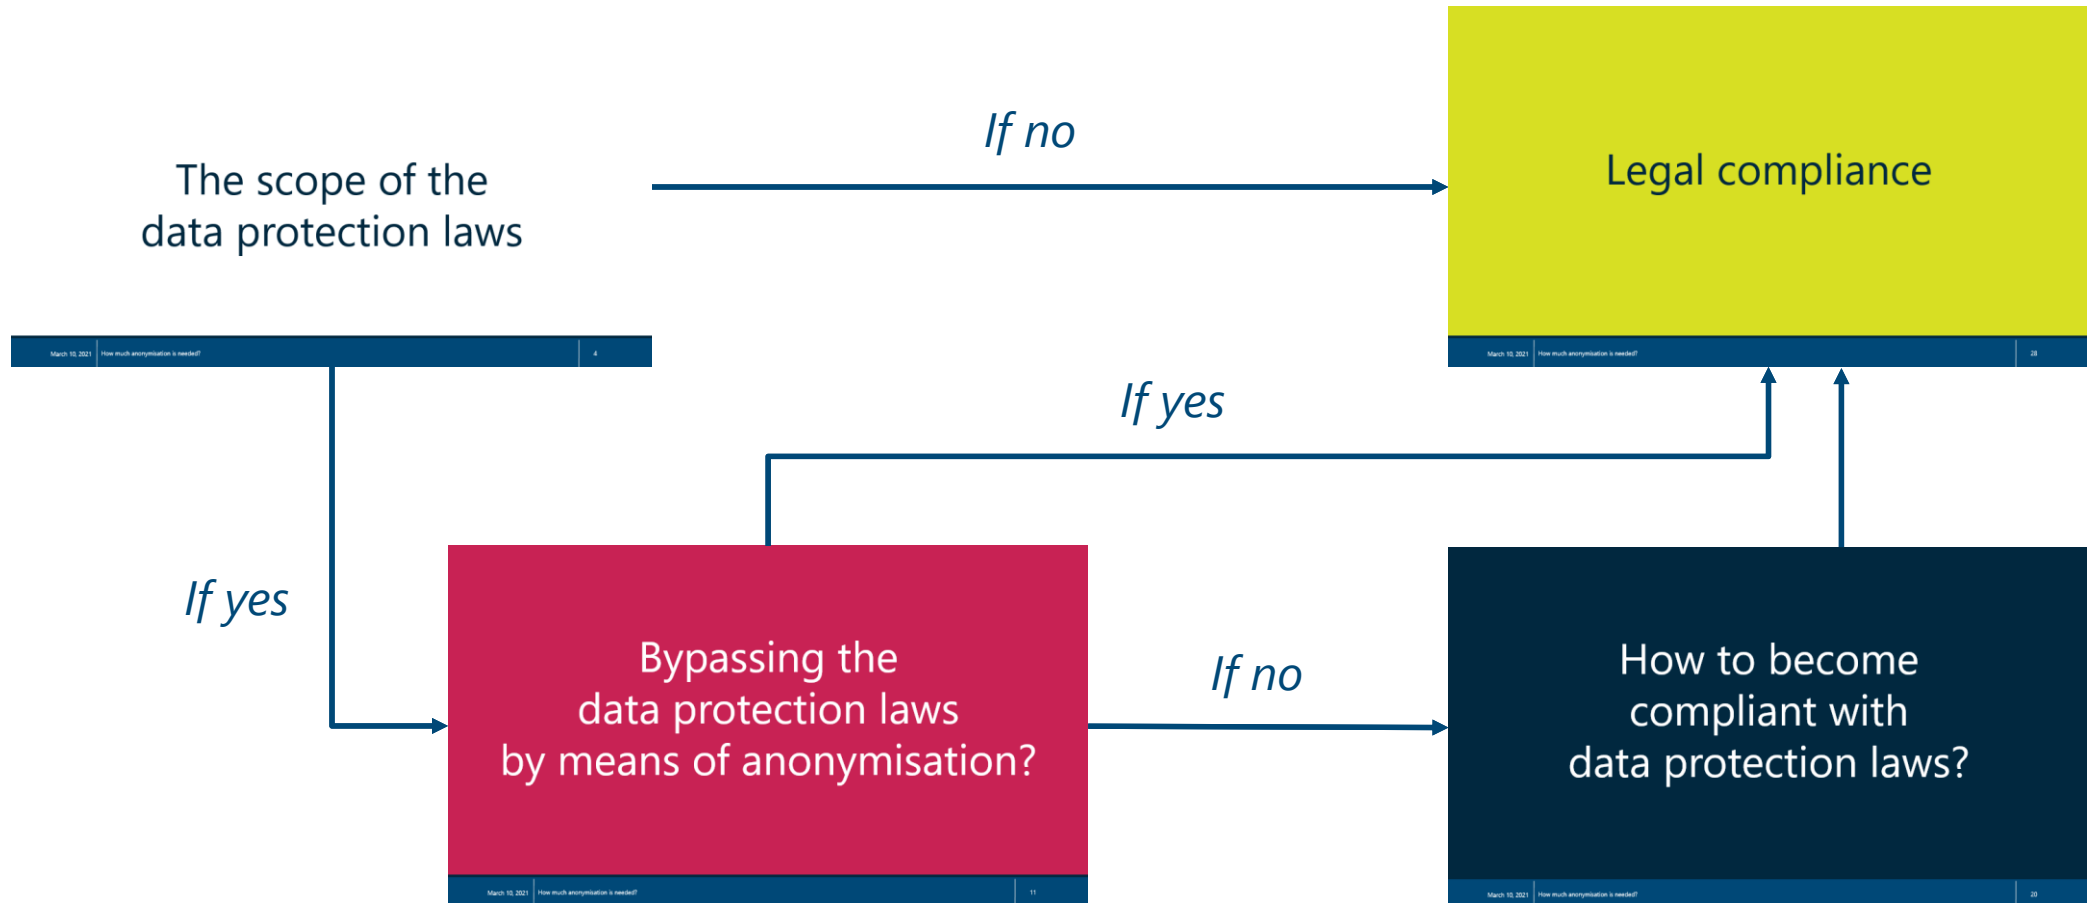 The scope of the
data protection laws
March 10, 2021 How much anonymisation is needed? 4
If no
Legal compliance
March 10, 2021 How much anonymisation is needed? 28
If yes
If yes
Bypassing the
data protection laws
by means of anonymisation?
March 10, 2021 How much anonymisation is needed? 11
If no
How to become
compliant with
data protection laws?
March 10, 2021 How much anonymisation is needed? 20